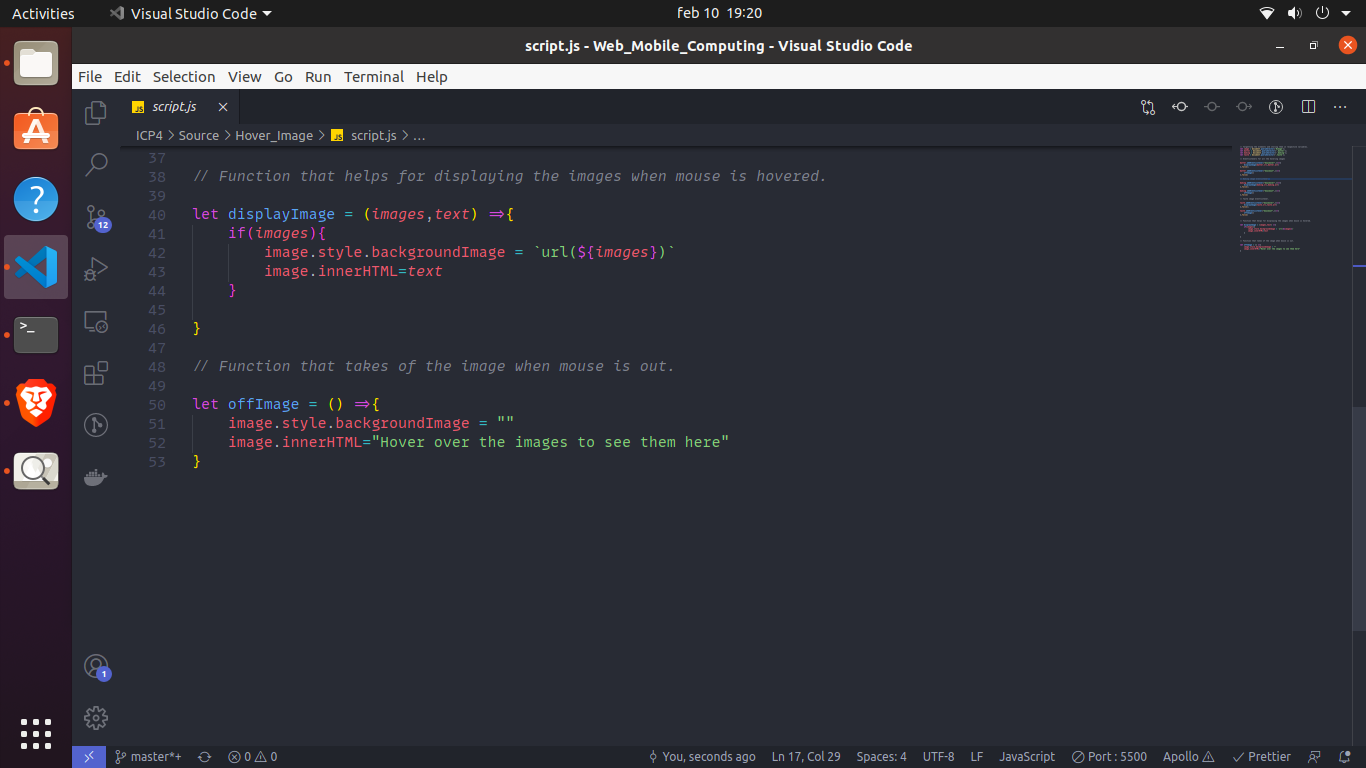 Activities Visual Studio Code feb 10 19:20
script.js - Web_Mobile_Computing - Visual Studio Code
File Edit Selection View Go Run Terminal Help
JS script.js
ICP4 > Source > Hover_Image > JS script.js > ...
37
38 // Function that helps for displaying the images when mouse is hovered.
39
40 let displayImage = (images,text) =>{
41 if(images){
42 image.style.backgroundImage = `url(${images})`
43 image.innerHTML=text
44 }
45
46 }
47
48 // Function that takes of the image when mouse is out.
49
50 let offImage = () =>{
51 image.style.backgroundImage = ""
52 image.innerHTML="Hover over the images to see them here"
53 }
12
>_
1
master*+ 0 0 You, seconds ago Ln 17, Col 29 Spaces: 4 UTF-8 LF JavaScript Port : 5500 Apollo Prettier